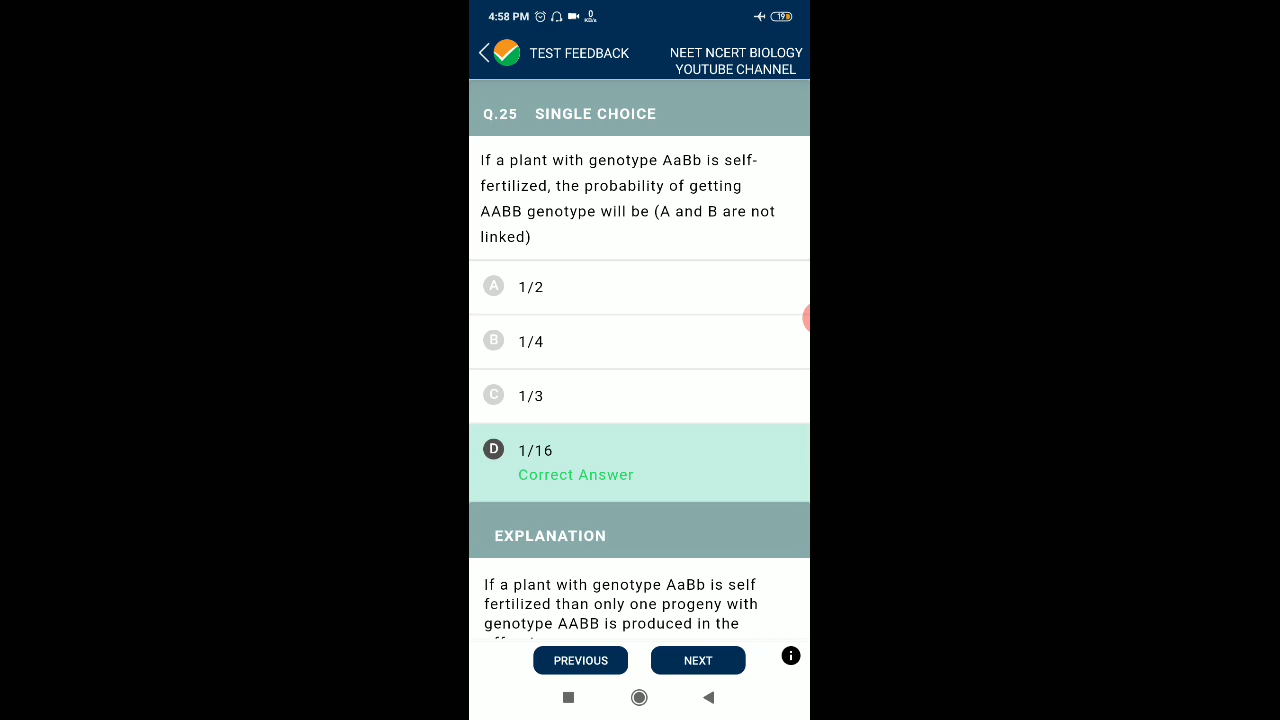 4:58 PM 0 KB/s 19
TEST FEEDBACK
NEET NCERT BIOLOGY
YOUTUBE CHANNEL
Q.25 SINGLE CHOICE
If a plant with genotype AaBb is self-
fertilized, the probability of getting
AABB genotype will be (A and B are not
linked)
A 1/2
B 1/4
C 1/3
D 1/16
Correct Answer
EXPLANATION
If a plant with genotype AaBb is self
fertilized than only one progeny with
genotype AABB is produced in the
PREVIOUS NEXT